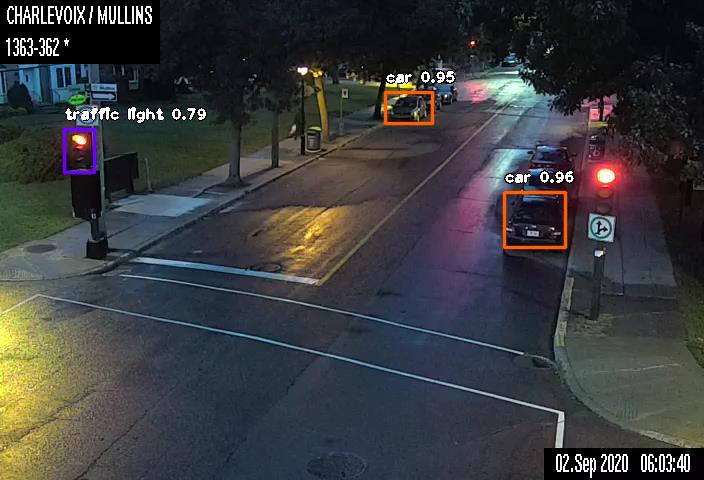 CHARLEVOIX / MULLINS
1363-362 *
car 0.95
traffic light 0.79
car 0.96
02.Sep 2020 06:03:40